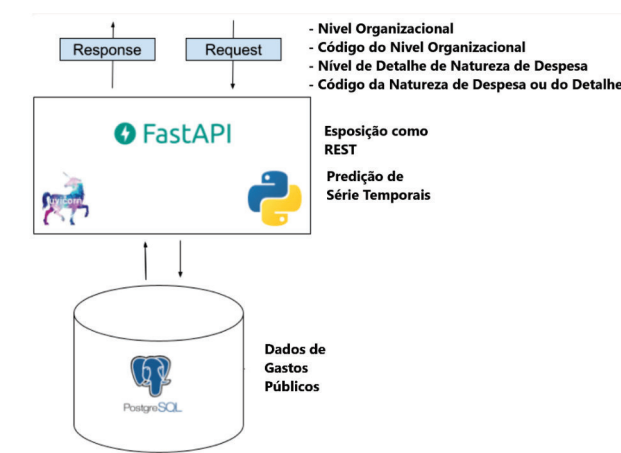 Response
Request
- Nivel Organizacional
- Código do Nivel Organizacional
- Nível de Detalhe de Natureza de Despesa
- Código da Natureza de Despesa ou do Detalhe
FastAPI
uvicorn
Esposição como
REST
Predição de
Série Temporais
Dados de
Gastos
Públicos
PostgreSQL